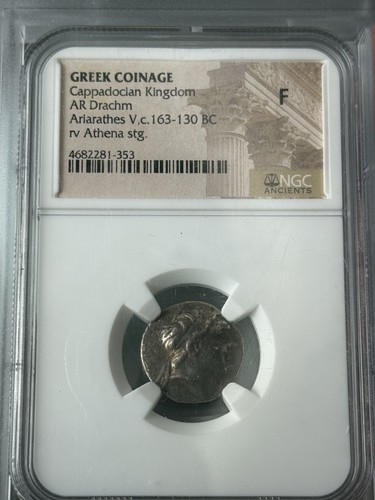 GREEK COINAGE
Cappadocian Kingdom
AR Drachm
Ariarathes V,c.163-130 BC
rv Athena stg.
4682281-353
F
NGC
ANCIENTS